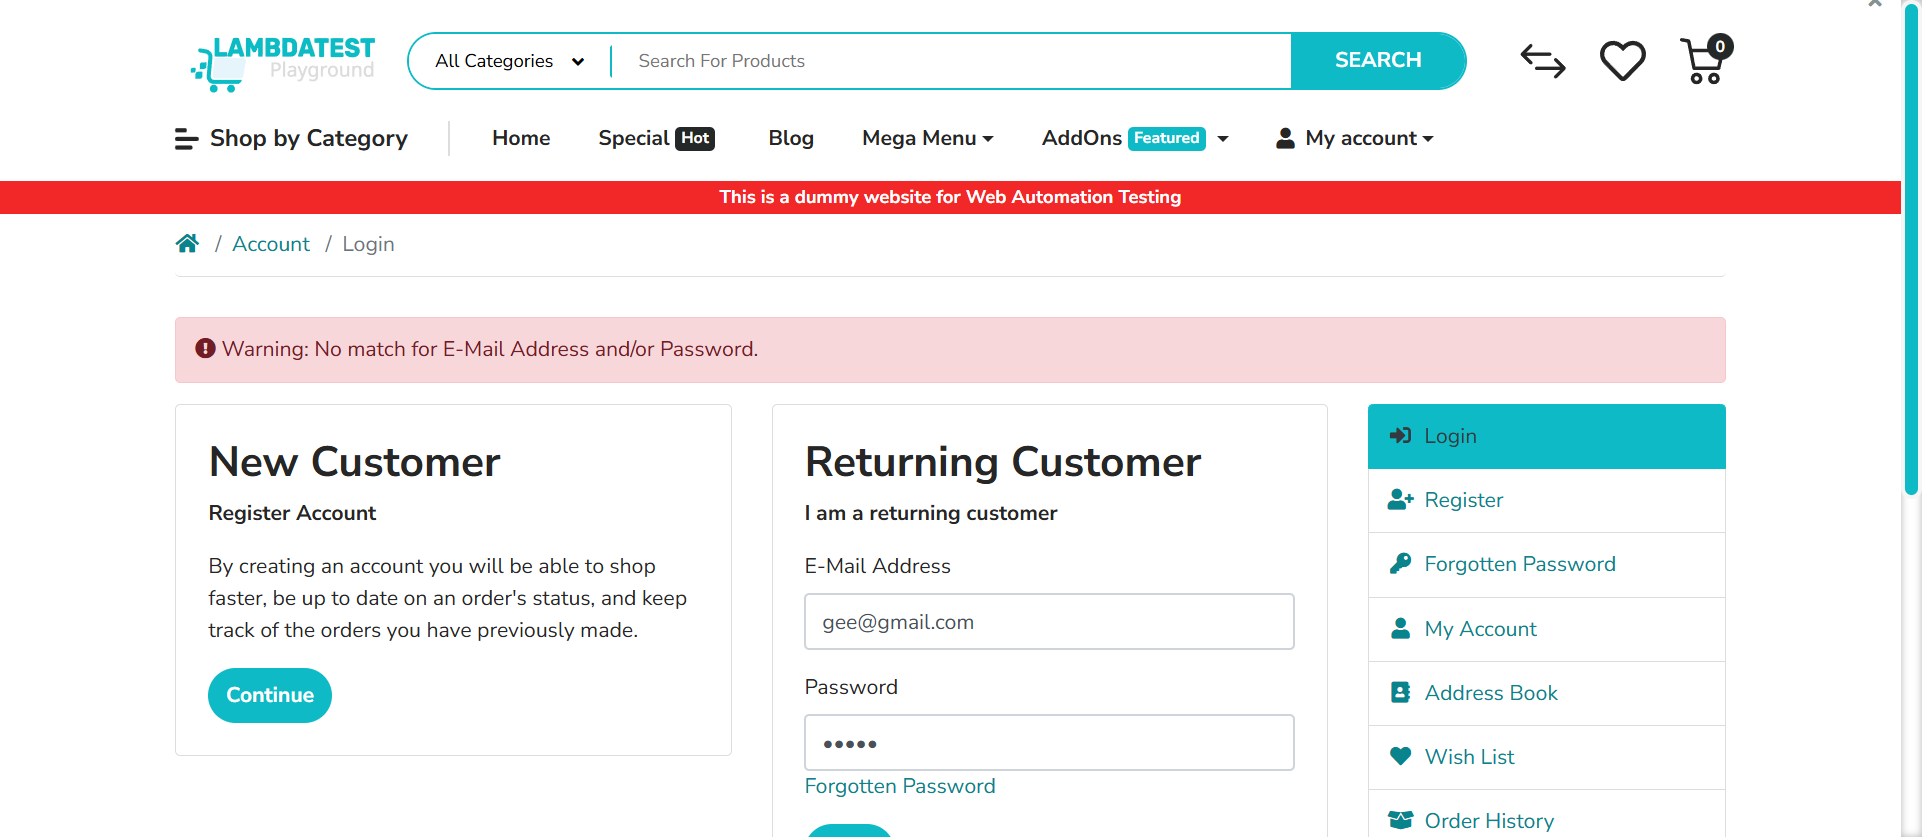 LAMBDATEST
Playground
All Categories
Search For Products
SEARCH
0
Shop by Category
Home
Special Hot
Blog
Mega Menu
AddOns Featured
My account
This is a dummy website for Web Automation Testing
/ Account / Login
Warning: No match for E-Mail Address and/or Password.
New Customer
Register Account
By creating an account you will be able to shop
faster, be up to date on an order's status, and keep
track of the orders you have previously made.
Continue
Returning Customer
I am a returning customer
E-Mail Address
gee@gmail.com
Password
•••••
Forgotten Password
Login
Register
Forgotten Password
My Account
Address Book
Wish List
Order History